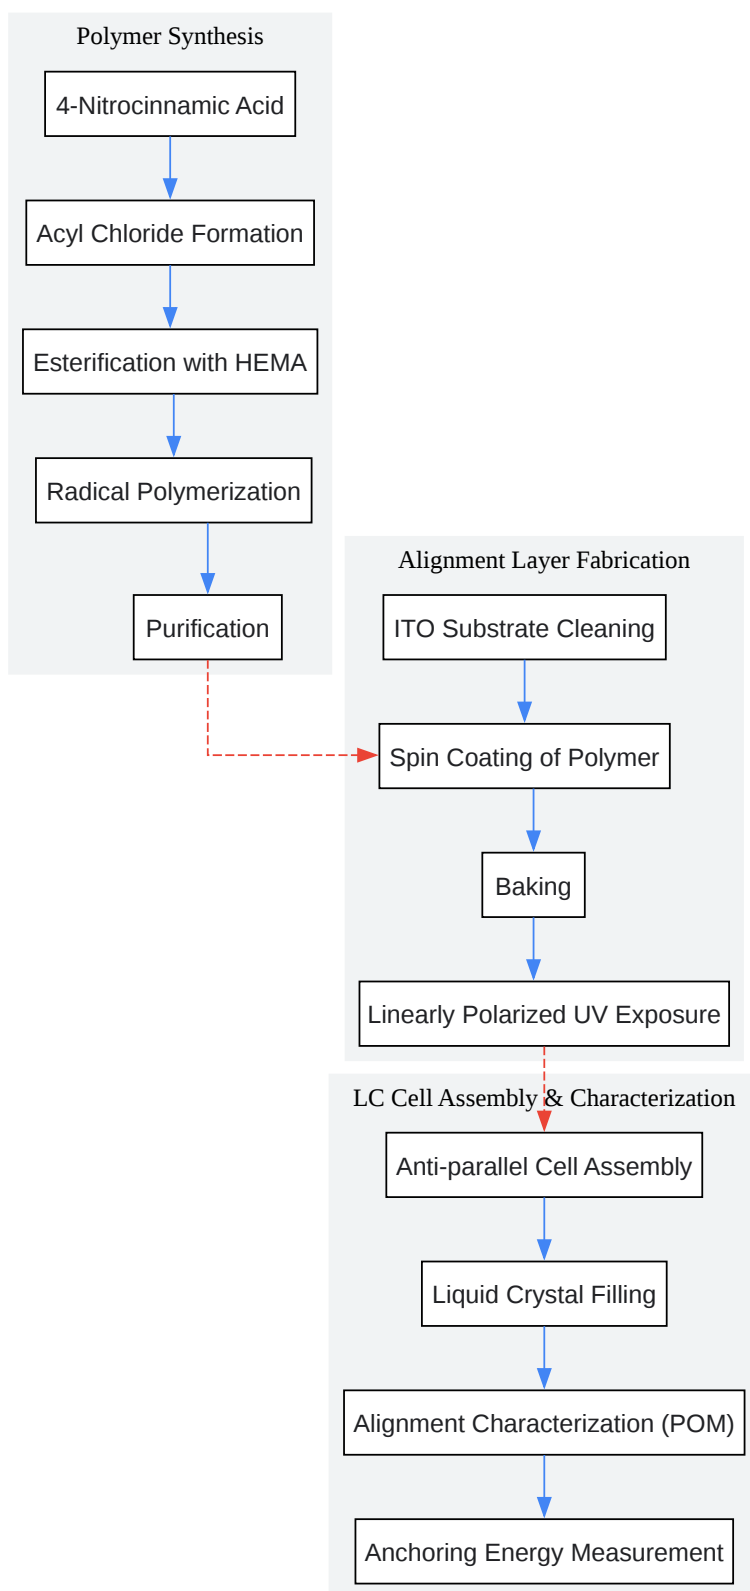 Polymer Synthesis
4-Nitrocinnamic Acid
Acyl Chloride Formation
Esterification with HEMA
Radical Polymerization
Purification
Alignment Layer Fabrication
ITO Substrate Cleaning
Spin Coating of Polymer
Baking
Linearly Polarized UV Exposure
LC Cell Assembly & Characterization
Anti-parallel Cell Assembly
Liquid Crystal Filling
Alignment Characterization (POM)
Anchoring Energy Measurement